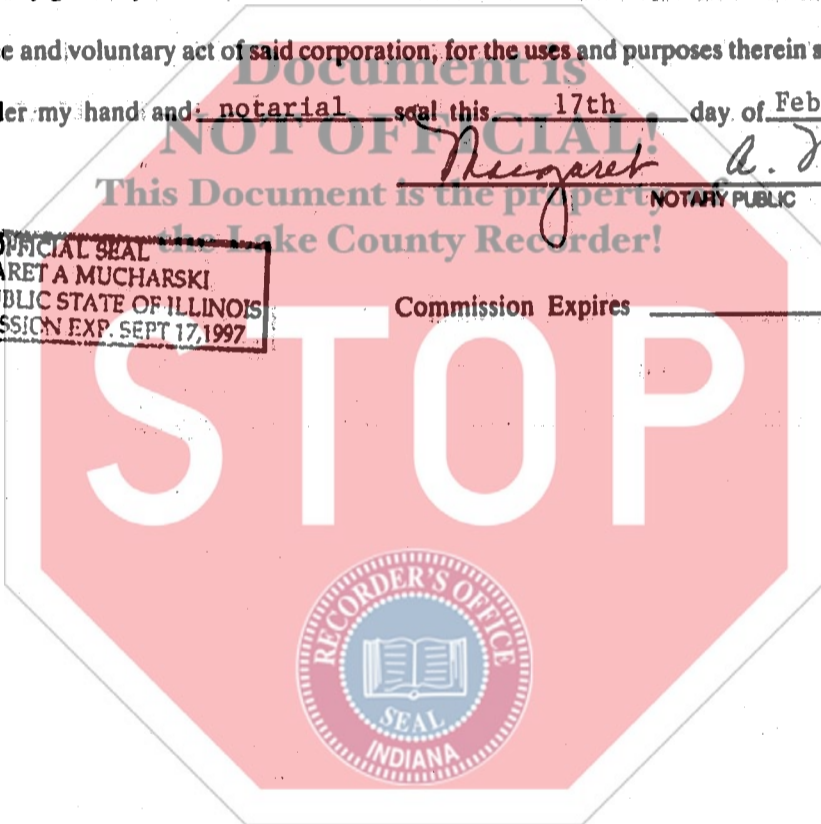 e and voluntary act of said corporation, for the uses and purposes therein s
er my hand and notarial seal this 17th day of Feb
Margaret A.
NOTARY PUBLIC
Document is
NOT OFFICIAL!
This Document is the property of
the Lake County Recorder!
OFFICIAL SEAL
ARET A MUCHARSKI
BLIC STATE OF ILLINOIS
SSION EXP. SEPT 17,1997
Commission Expires
STOP
RECORDER'S OFFICE
SEAL
INDIANA